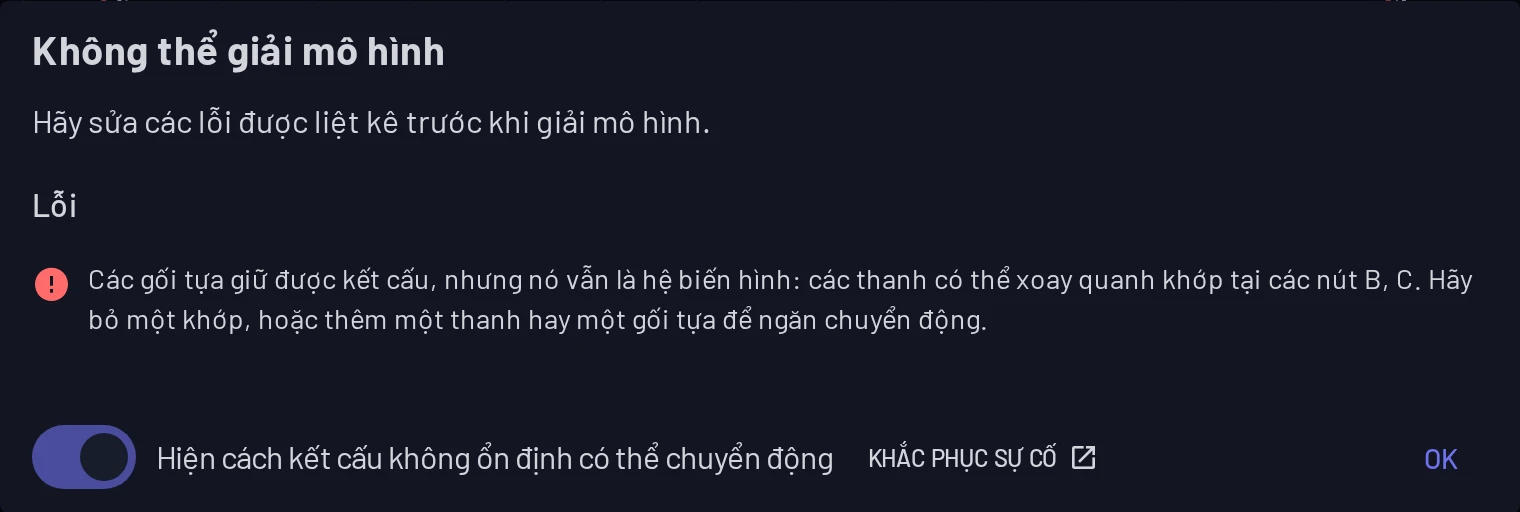 Không thể giải mô hình
Hãy sửa các lỗi được liệt kê trước khi giải mô hình.
Lỗi
Các gối tựa giữ được kết cấu, nhưng nó vẫn là hệ biến hình: các thanh có thể xoay quanh khớp tại các nút B, C. Hãy
bỏ một khớp, hoặc thêm một thanh hay một gối tựa để ngăn chuyển động.
Hiện cách kết cấu không ổn định có thể chuyển động KHẮC PHỤC SỰ CỐ OK